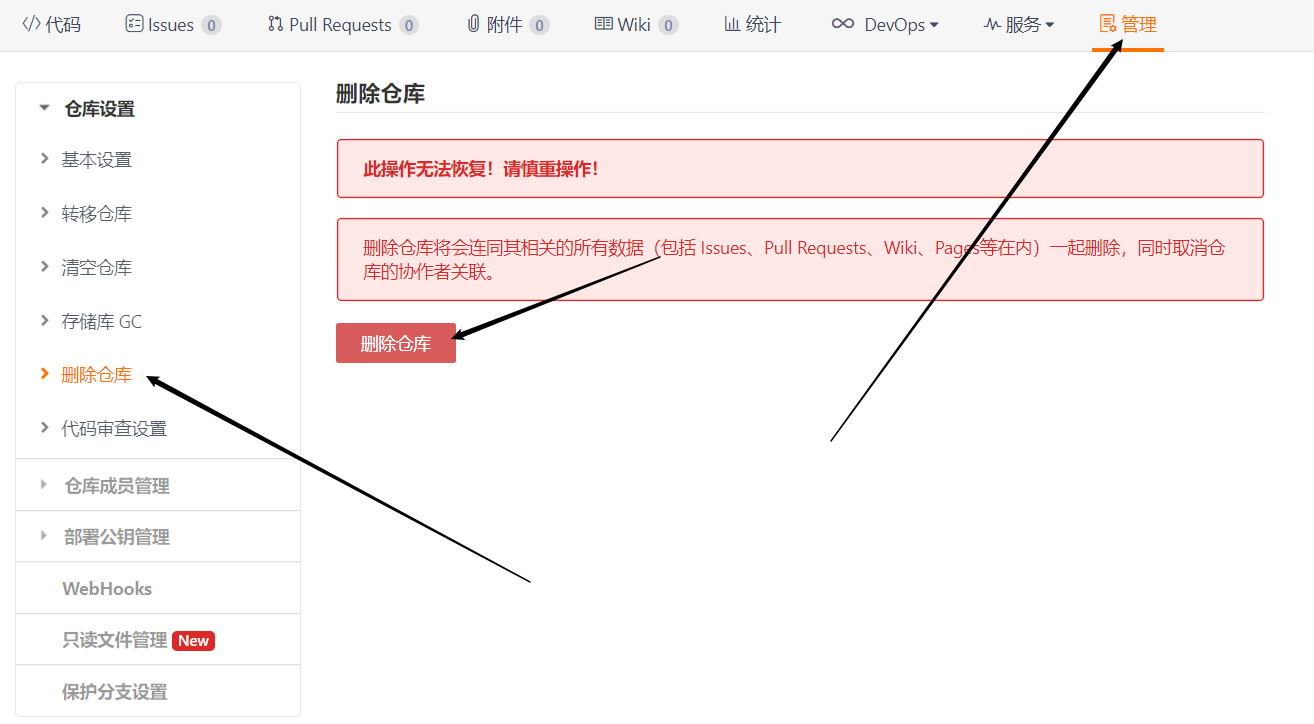 代码 Issues 0 Pull Requests 0 附件 0 Wiki 0 统计 DevOps 服务 管理
仓库设置
基本设置
转移仓库
清空仓库
存储库 GC
删除仓库
代码审查设置
仓库成员管理
部署公钥管理
WebHooks
只读文件管理 New
保护分支设置
删除仓库
此操作无法恢复！请慎重操作！
删除仓库将会连同其相关的所有数据（包括 Issues、Pull Requests、Wiki、Pages等在内）一起删除，同时取消仓
库的协作者关联。
删除仓库